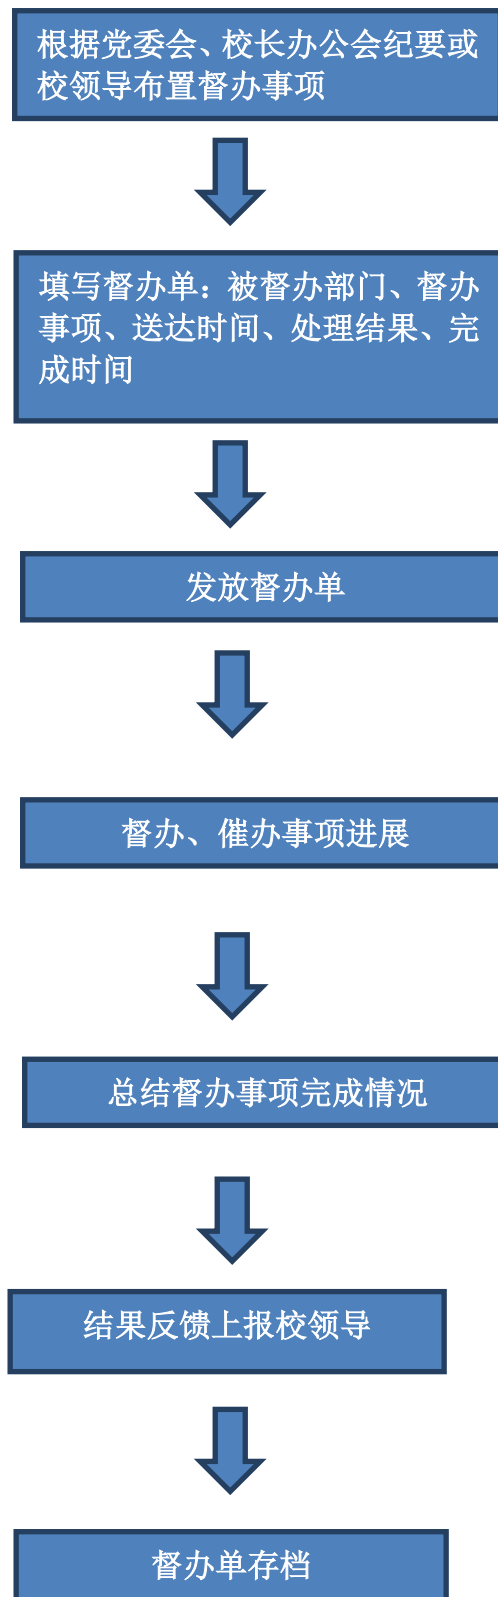 根据党委会、校长办公会纪要或
校领导布置督办事项
填写督办单：被督办部门、督办
事项、送达时间、处理结果、完
成时间
发放督办单
督办、催办事项进展
总结督办事项完成情况
结果反馈上报校领导
督办单存档